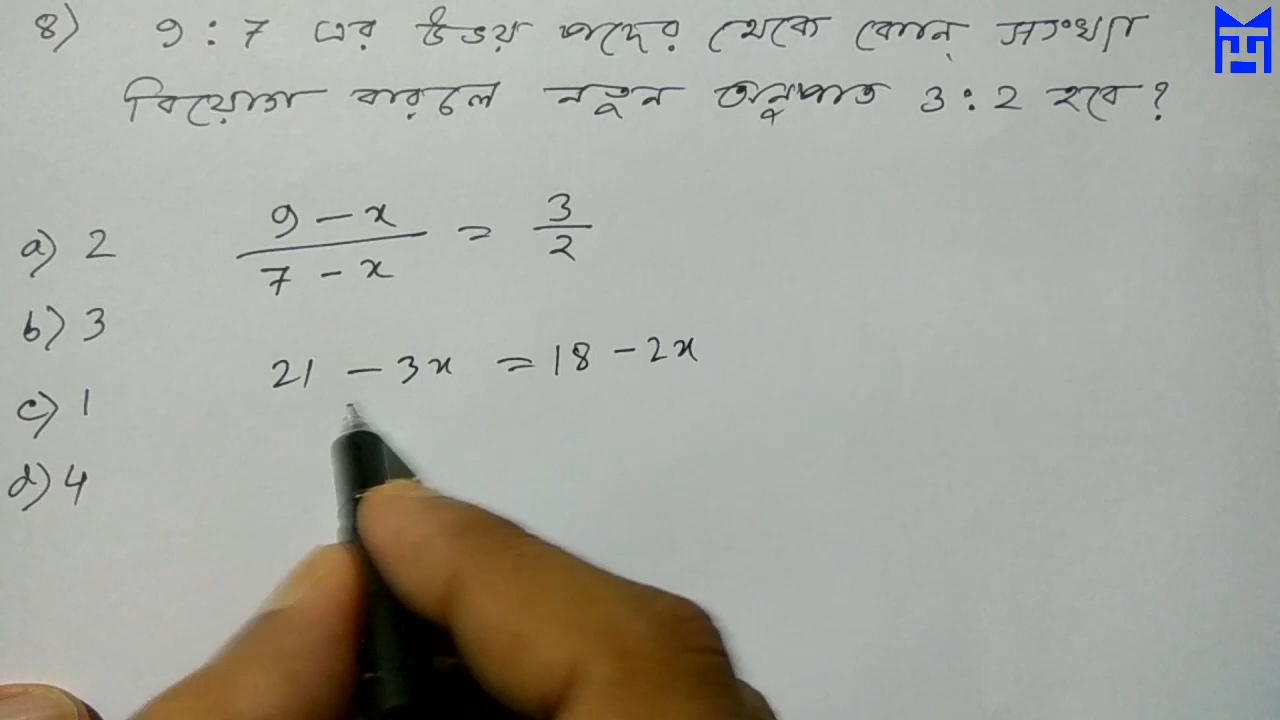 8) 9 : 7 এর উভয় পদের থেকে কোন্ সংখ্যা
বিয়োগ করলে নতুন অনুপাত 3 : 2 হবে ?
a) 2
b) 3
c) 1
d) 4
9 - x / 7 - x = 3 / 2
21 - 3x = 18 - 2x